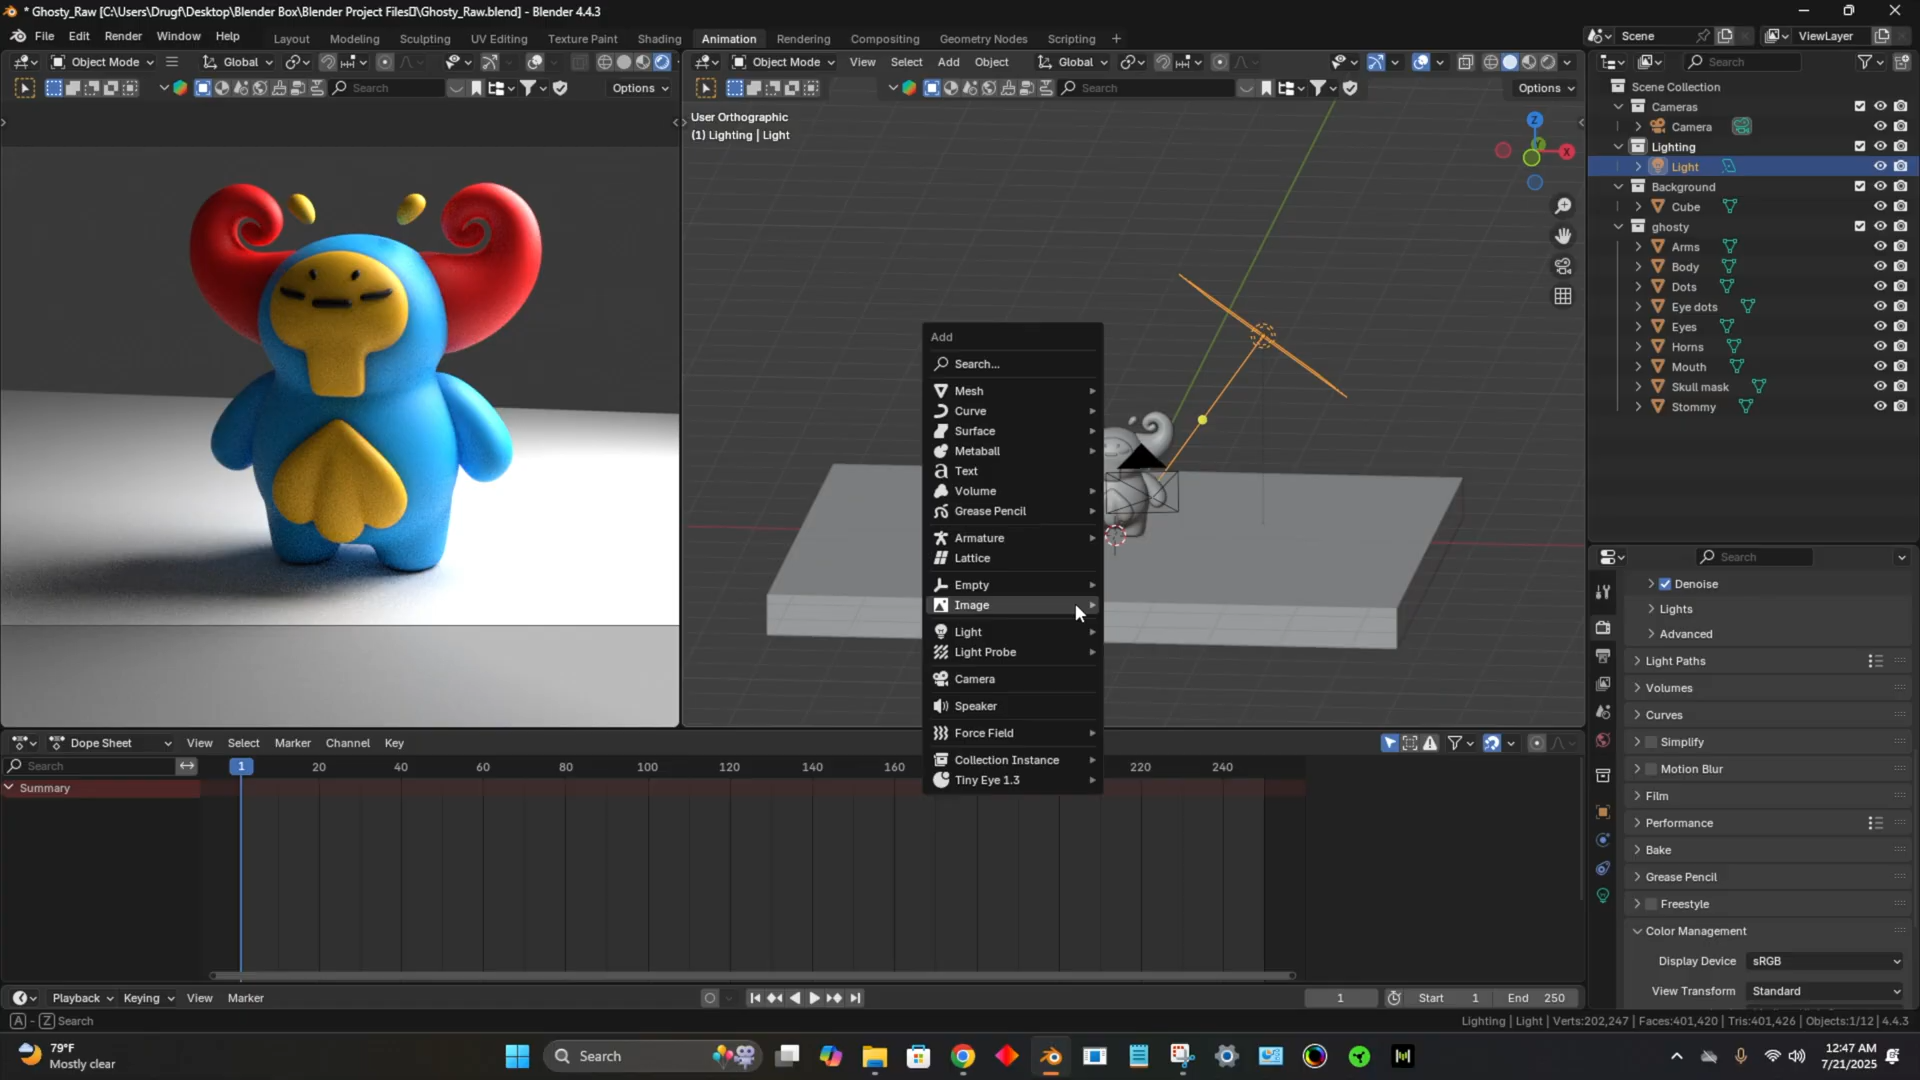 * Ghosty_Raw [C:\Users\Drugf\Desktop\Blender Box\Blender Project Files\Ghosty_Raw.blend] - Blender 4.4.3
File Edit Render Window Help Layout Modeling Sculpting UV Editing Texture Paint Shading Animation Rendering Compositing Geometry Nodes Scripting + Scene ViewLayer
Object Mode Global Object Mode View Select Add Object Global Search
Search Options Search Options
User Orthographic
(1) Lighting | Light
Z
X
Scene Collection
Cameras
Camera
Lighting
Light
Background
Cube
ghosty
Arms
Body
Dots
Eye dots
Eyes
Horns
Mouth
Skull mask
Stommy
Add
Search...
Mesh
Curve
Surface
Metaball
Text
Volume
Grease Pencil
Armature
Lattice
Empty
Image
Light
Light Probe
Camera
Speaker
Force Field
Collection Instance
Tiny Eye 1.3
Search
Denoise
Lights
Advanced
Light Paths
Volumes
Curves
Simplify
Motion Blur
Film
Performance
Bake
Grease Pencil
Freestyle
Color Management
Display Device sRGB
View Transform Standard
Dope Sheet View Select Marker Channel Key
Search 1 20 40 60 80 100 120 140 160 220 240
Summary
Playback Keying View Marker 1 Start 1 End 250
A - Z Search
Lighting | Light | Verts:202,247 | Faces:401,420 | Tris:401,426 | Objects:1/12 | 4.4.3
79°F
Mostly clear
Search
12:47 AM
7/21/2025